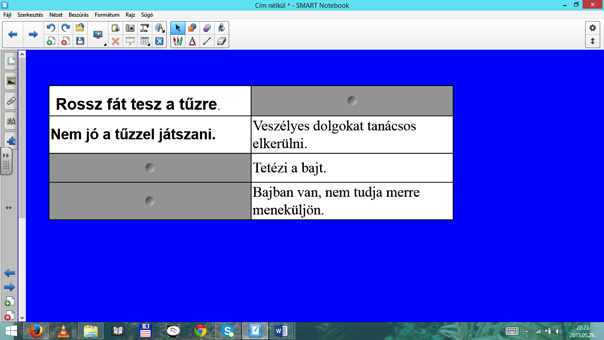 Cím nélkül * - SMART Notebook
Fájl Szerkesztés Nézet Beszúrás Formátum Rajz Súgó
Rossz fát tesz a tűzre.
Nem jó a tűzzel játszani.
Veszélyes dolgokat tanácsos
elkerülni.
Tetézi a bajt.
Bajban van, nem tudja merre
meneküljön.
22:23
2015.05.28.